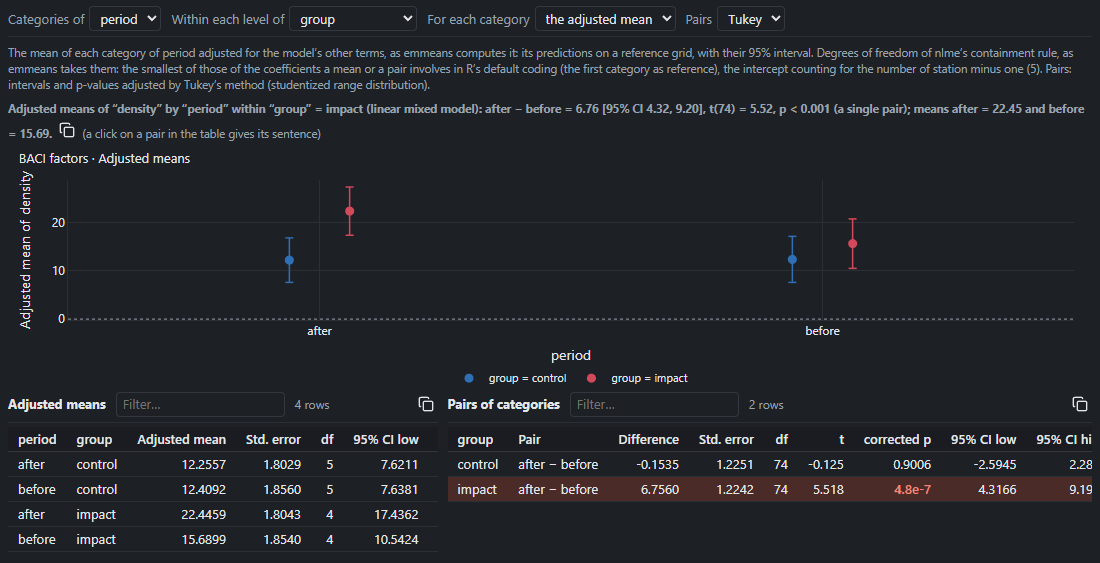 Categories of period Within each level of group For each category the adjusted mean Pairs Tukey
The mean of each category of period adjusted for the model's other terms, as emmeans computes it: its predictions on a reference grid, with their 95% interval. Degrees of freedom of nlme's containment rule, as
emmeans takes them: the smallest of those of the coefficients a mean or a pair involves in R's default coding (the first category as reference), the intercept counting for the number of station minus one (5). Pairs:
intervals and p-values adjusted by Tukey's method (studentized range distribution).
Adjusted means of “density” by “period” within “group” = impact (linear mixed model): after − before = 6.76 [95% CI 4.32, 9.20], t(74) = 5.52, p < 0.001 (a single pair); means after = 22.45 and before
= 15.69. (a click on a pair in the table gives its sentence)
BACI factors · Adjusted means
Adjusted mean of density
20
10
0
after before
period
group = control group = impact
Adjusted means Filter... 4 rows
period group Adjusted mean Std. error df 95% CI low
after control 12.2557 1.8029 5 7.6211
before control 12.4092 1.8560 5 7.6381
after impact 22.4459 1.8043 4 17.4362
before impact 15.6899 1.8540 4 10.5424
Pairs of categories Filter... 2 rows
group Pair Difference Std. error df t corrected p 95% CI low 95% CI hi
control after − before -0.1535 1.2251 74 -0.125 0.9006 -2.5945 2.28
impact after − before 6.7560 1.2242 74 5.518 4.8e-7 4.3166 9.19